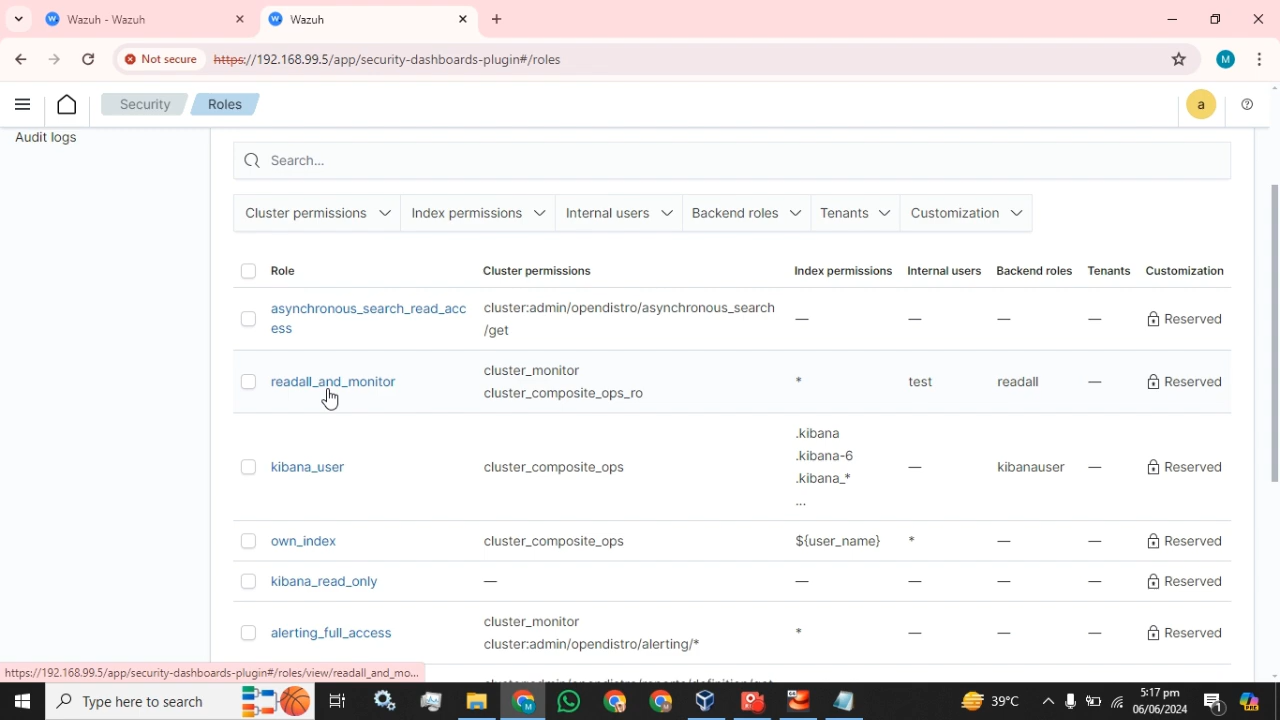 Wazuh - Wazuh
Wazuh
Not secure
https://192.168.99.5/app/security-dashboards-plugin#/roles
M
Security
Roles
a
Audit logs
Search...
Cluster permissions
Index permissions
Internal users
Backend roles
Tenants
Customization
Role
Cluster permissions
Index permissions
Internal users
Backend roles
Tenants
Customization
asynchronous_search_read_acc
ess
cluster:admin/opendistro/asynchronous_search
/get
—
—
—
—
Reserved
readall_and_monitor
cluster_monitor
cluster_composite_ops_ro
*
test
readall
—
Reserved
kibana_user
cluster_composite_ops
.kibana
.kibana-6
.kibana_*
...
—
kibanauser
—
Reserved
own_index
cluster_composite_ops
${user_name}
*
—
—
Reserved
kibana_read_only
—
—
—
—
—
Reserved
alerting_full_access
cluster_monitor
cluster:admin/opendistro/alerting/*
*
—
—
—
Reserved
https://192.168.99.5/app/security-dashboards-plugin#/roles/view/readall_and_mo...
Type here to search
39°C
5:17 pm
06/06/2024
1